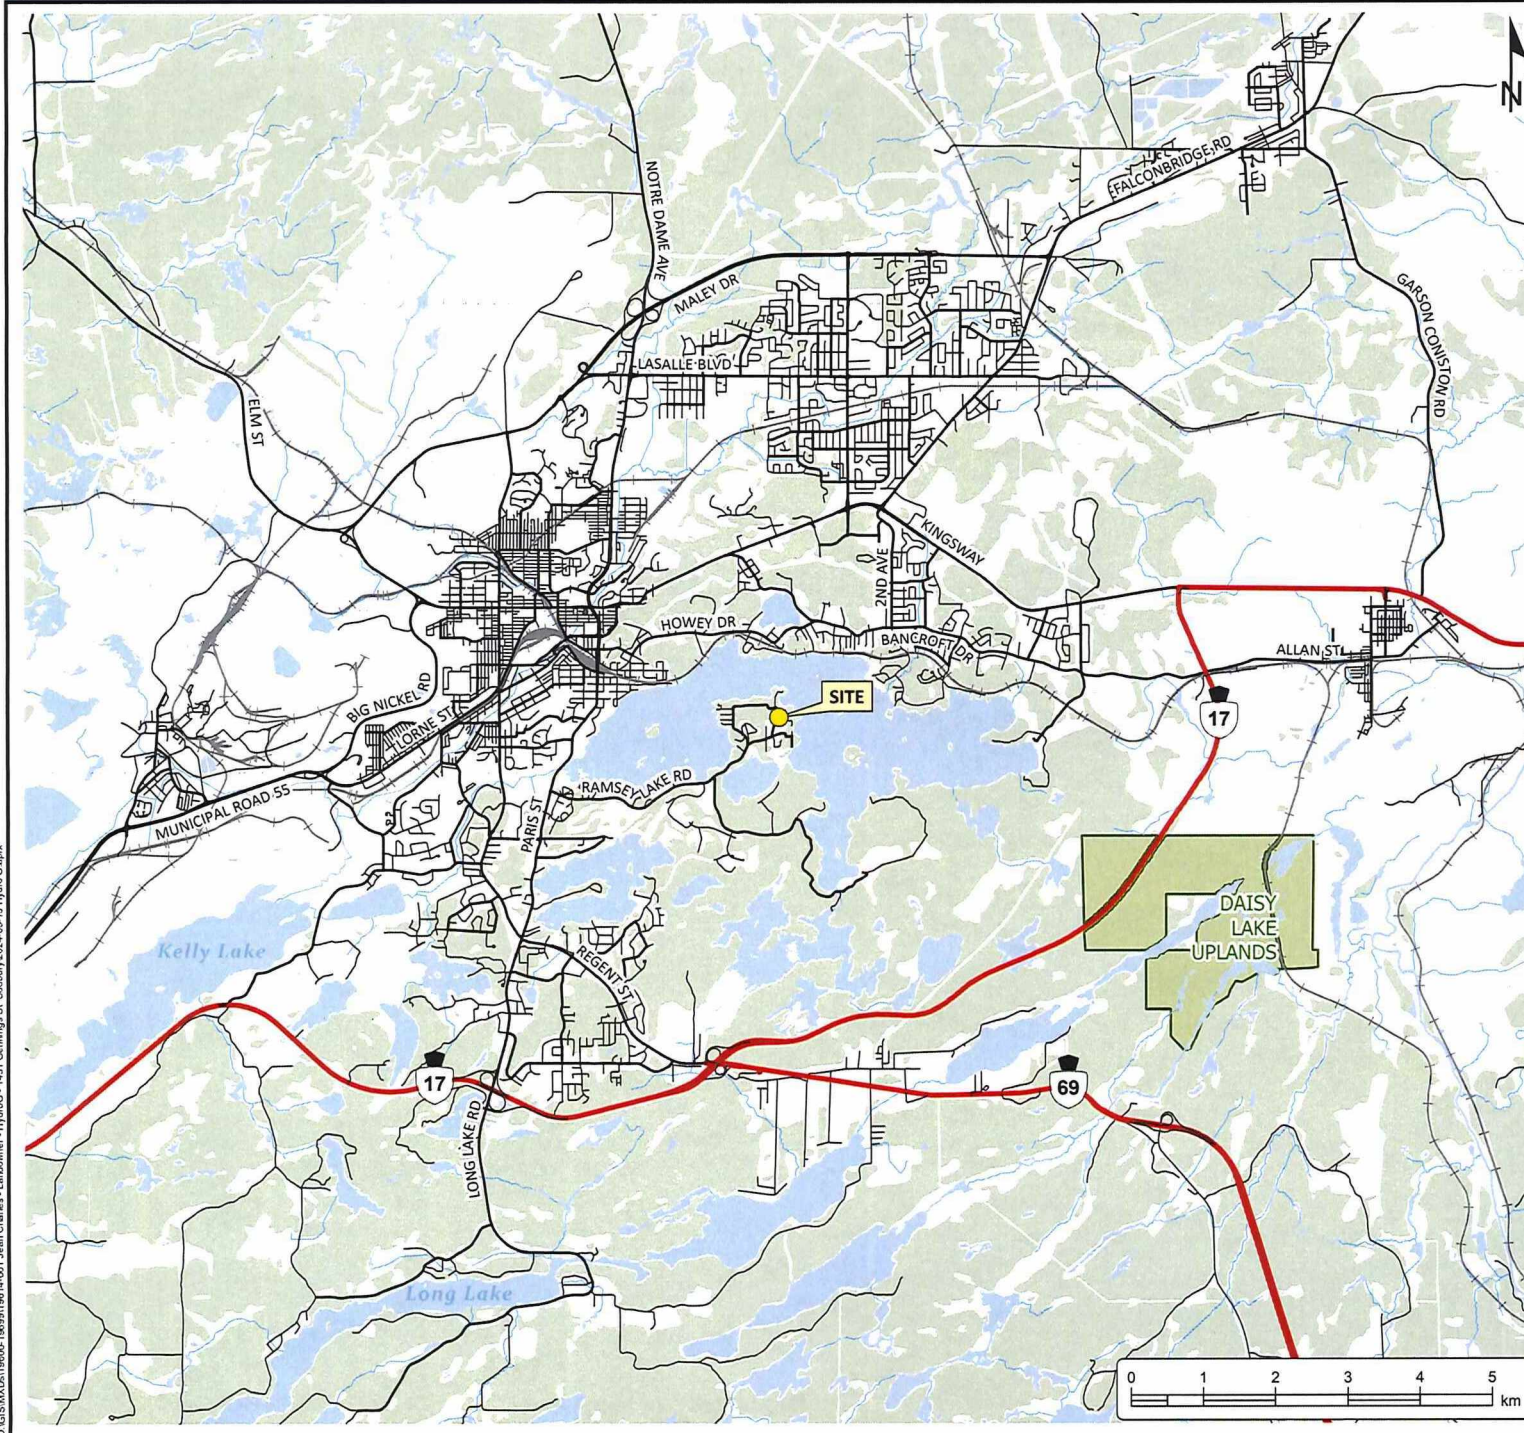 N
FALCONBRIDGE RD
NOTRE DAME AVE
MALEY DR
GARSON CONISTON RD
LASALLE BLVD
ELM ST
KINGSWAY
2ND AVE
HOWEY DR
BANCROFT DR
ALLAN ST
BIG NICKEL RD
SITE
17
LORNE ST
RAMSEY LAKE RD
MUNICIPAL ROAD 55
PARIS ST
DAISY
LAKE
UPLANDS
Kelly Lake
REGENT ST
17
69
LONG LAKE RD
Long Lake
0 1 2 3 4 5
km